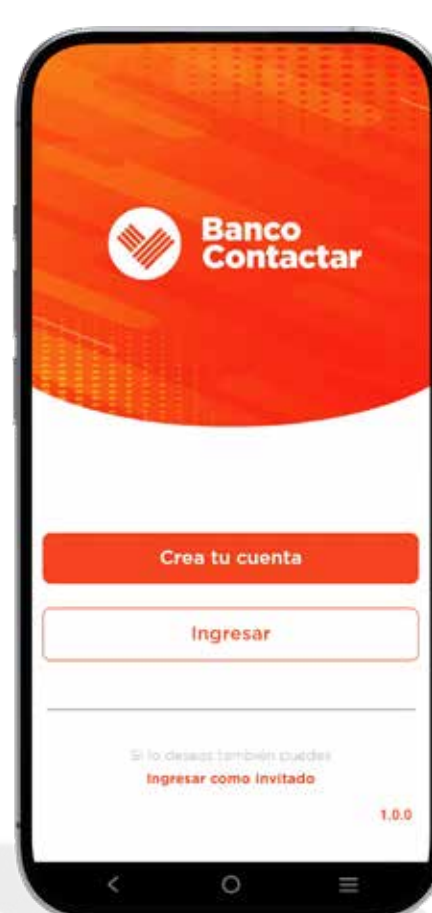 Banco
Contactar
Crea tu cuenta
Ingresar
Si lo deseas también puedes
Ingresar como invitado
1.0.0